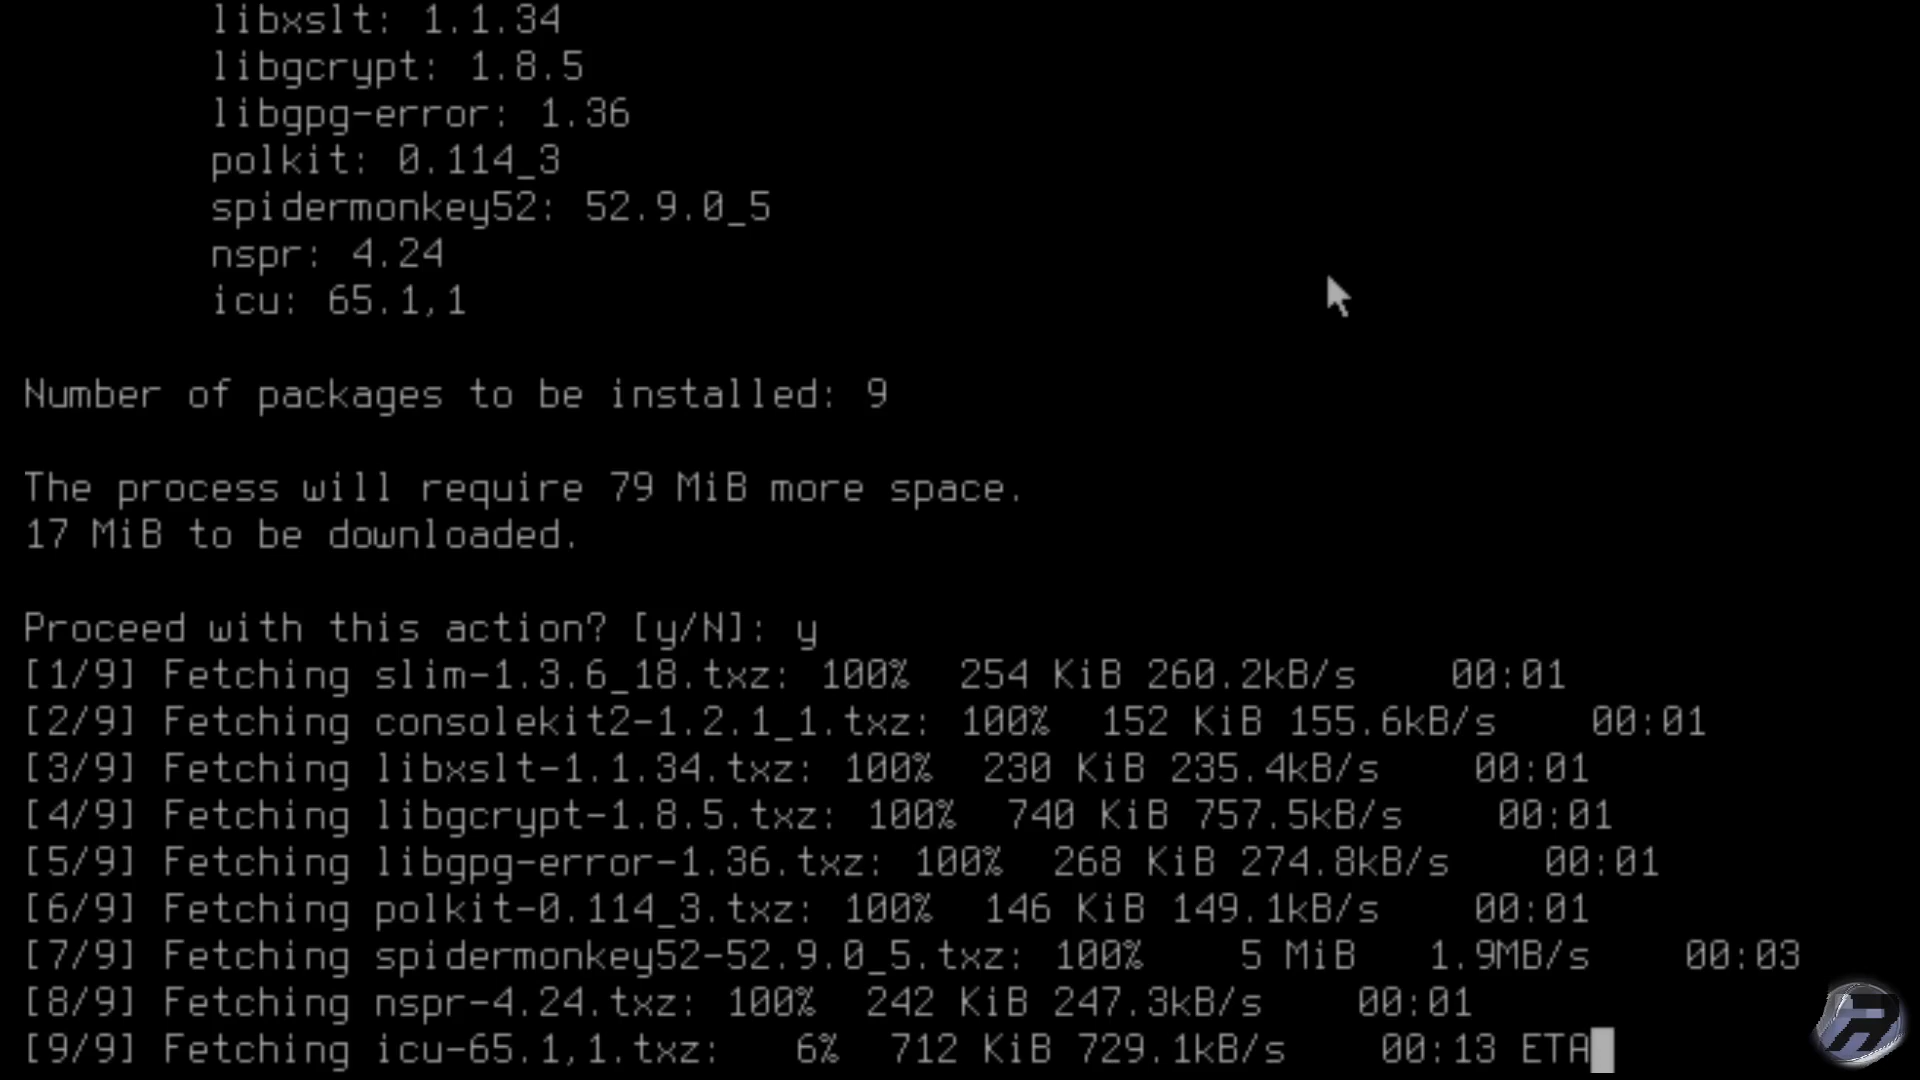 libxslt: 1.1.34
libgcrypt: 1.8.5
libgpg-error: 1.36
polkit: 0.114_3
spidermonkey52: 52.9.0_5
nspr: 4.24
icu: 65.1,1
Number of packages to be installed: 9
The process will require 79 MiB more space.
17 MiB to be downloaded.
Proceed with this action? [y/N]: y
[1/9] Fetching slim-1.3.6_18.txz: 100%  254 KiB 260.2kB/s    00:01
[2/9] Fetching consolekit2-1.2.1_1.txz: 100%  152 KiB 155.6kB/s    00:01
[3/9] Fetching libxslt-1.1.34.txz: 100%  230 KiB 235.4kB/s    00:01
[4/9] Fetching libgcrypt-1.8.5.txz: 100%  740 KiB 757.5kB/s    00:01
[5/9] Fetching libgpg-error-1.36.txz: 100%  268 KiB 274.8kB/s    00:01
[6/9] Fetching polkit-0.114_3.txz: 100%  146 KiB 149.1kB/s    00:01
[7/9] Fetching spidermonkey52-52.9.0_5.txz: 100%    5 MiB   1.9MB/s    00:03
[8/9] Fetching nspr-4.24.txz: 100%  242 KiB 247.3kB/s    00:01
[9/9] Fetching icu-65.1,1.txz:   6%  712 KiB 729.1kB/s    00:13 ETA